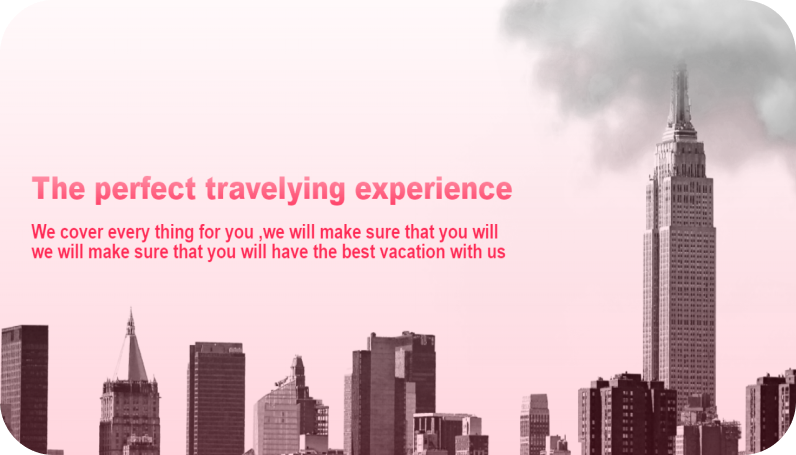 The perfect travelying experience
We cover every thing for you ,we will make sure that you will
we will make sure that you will have the best vacation with us